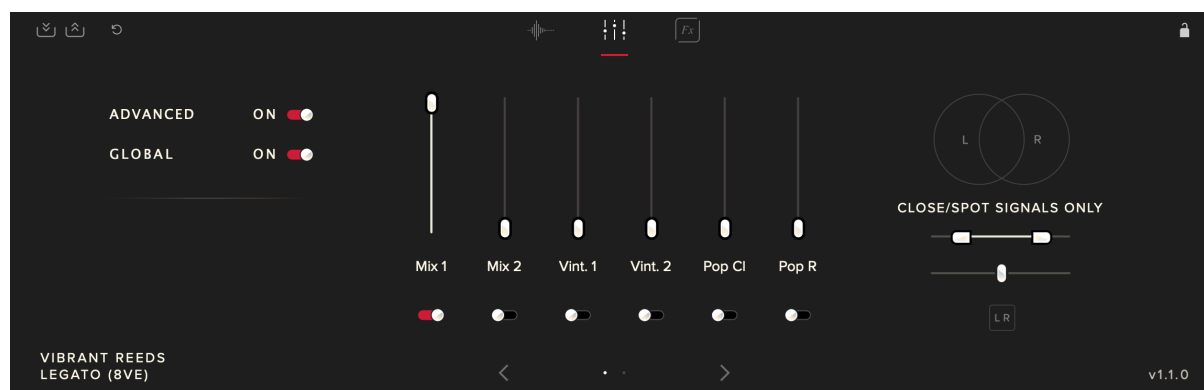 Fx
ADVANCED ON
GLOBAL ON
L R
CLOSE/SPOT SIGNALS ONLY
Mix 1 Mix 2 Vint. 1 Vint. 2 Pop Cl Pop R
L R
VIBRANT REEDS
LEGATO (8VE)
v1.1.0